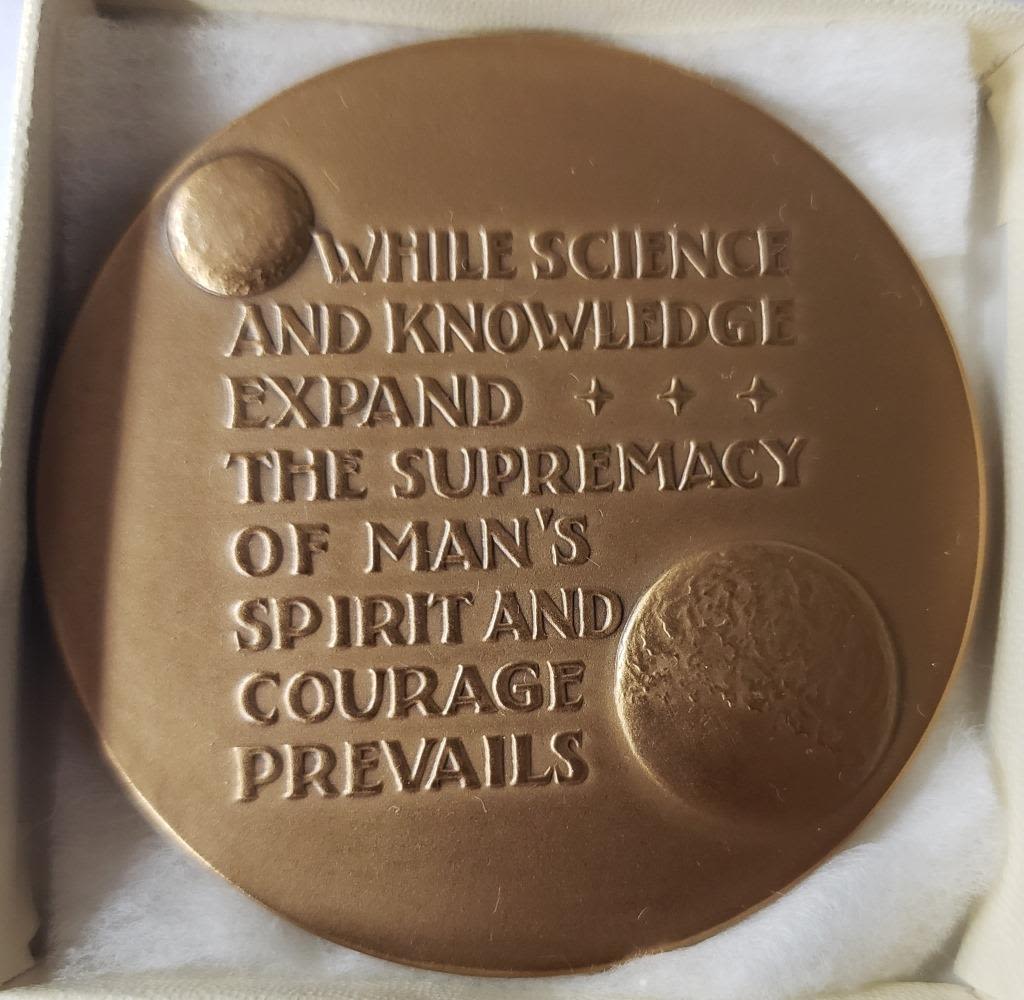 WHILE SCIENCE
AND KNOWLEDGE
EXPAND
THE SUPREMACY
OF MAN'S
SPIRIT AND
COURAGE
PREVAILS